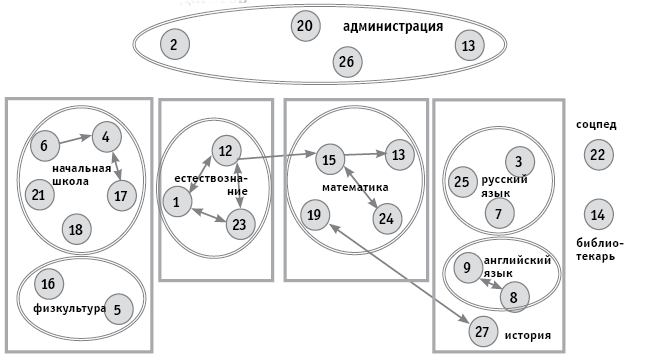 20
администрация
2
13
26
6
4
начальная
школа
21
17
18
16
физкультура
5
12
естествозна-
ние
1
23
15
13
математика
19
24
3
25
русский
язык
7
9
английский
язык
8
27
история
соцпед
22
14
библио-
текарь